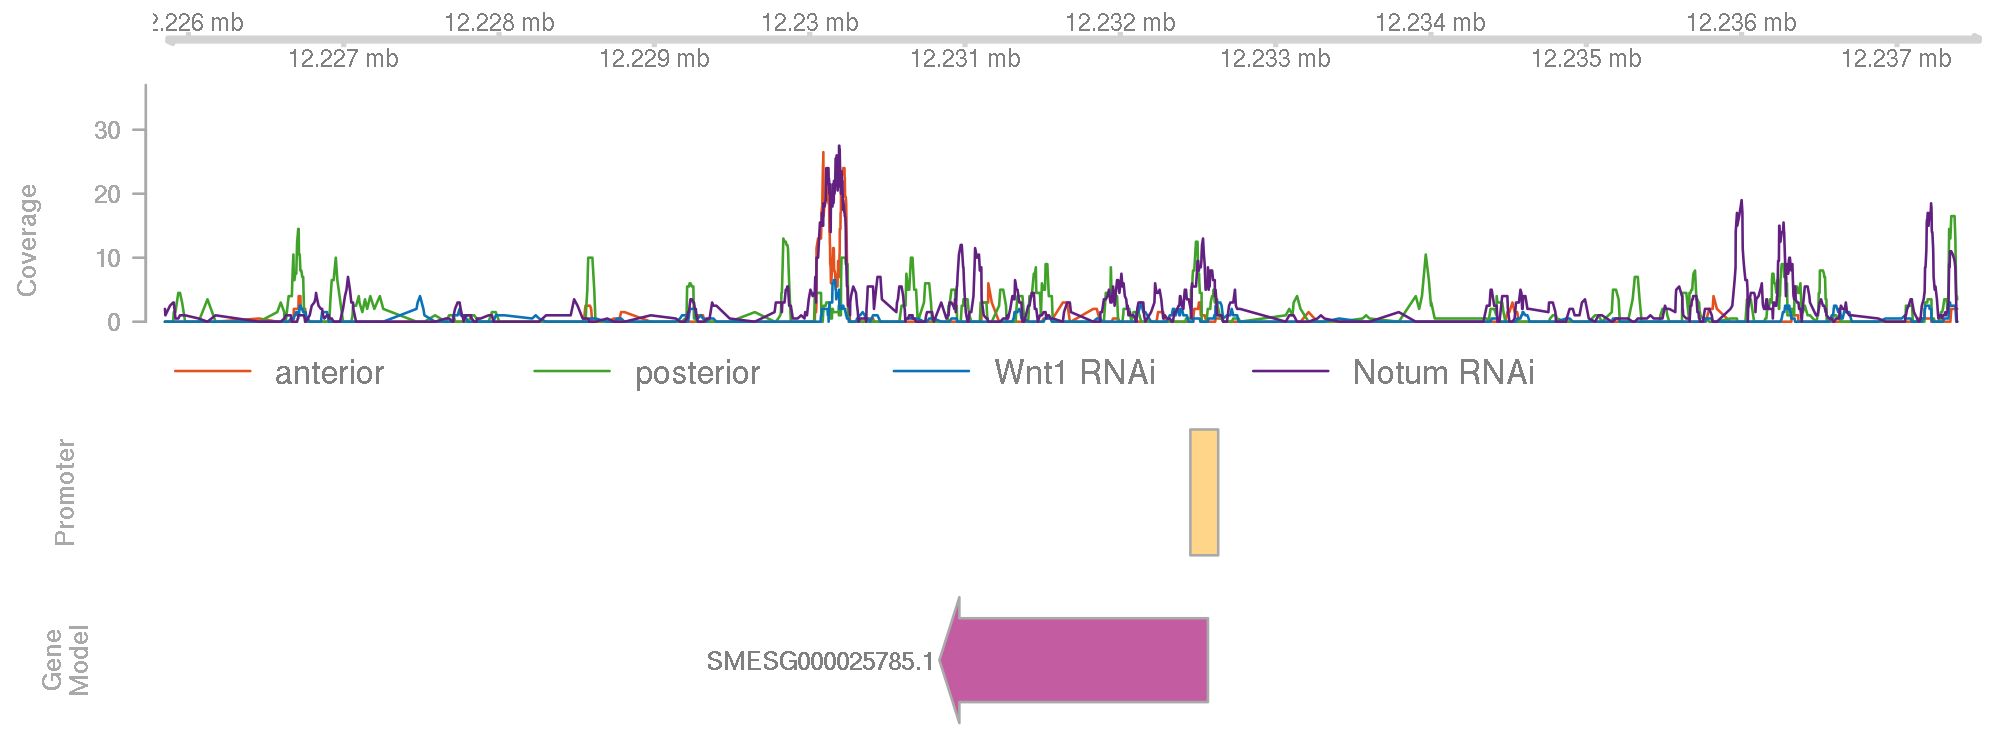 2.226 mb 12.228 mb 12.23 mb 12.232 mb 12.234 mb 12.236 mb
12.227 mb 12.229 mb 12.231 mb 12.233 mb 12.235 mb 12.237 mb
Coverage
30
20
10
0
anterior posterior Wnt1 RNAi Notum RNAi
Promoter
Gene
Model
SMESG000025785.1